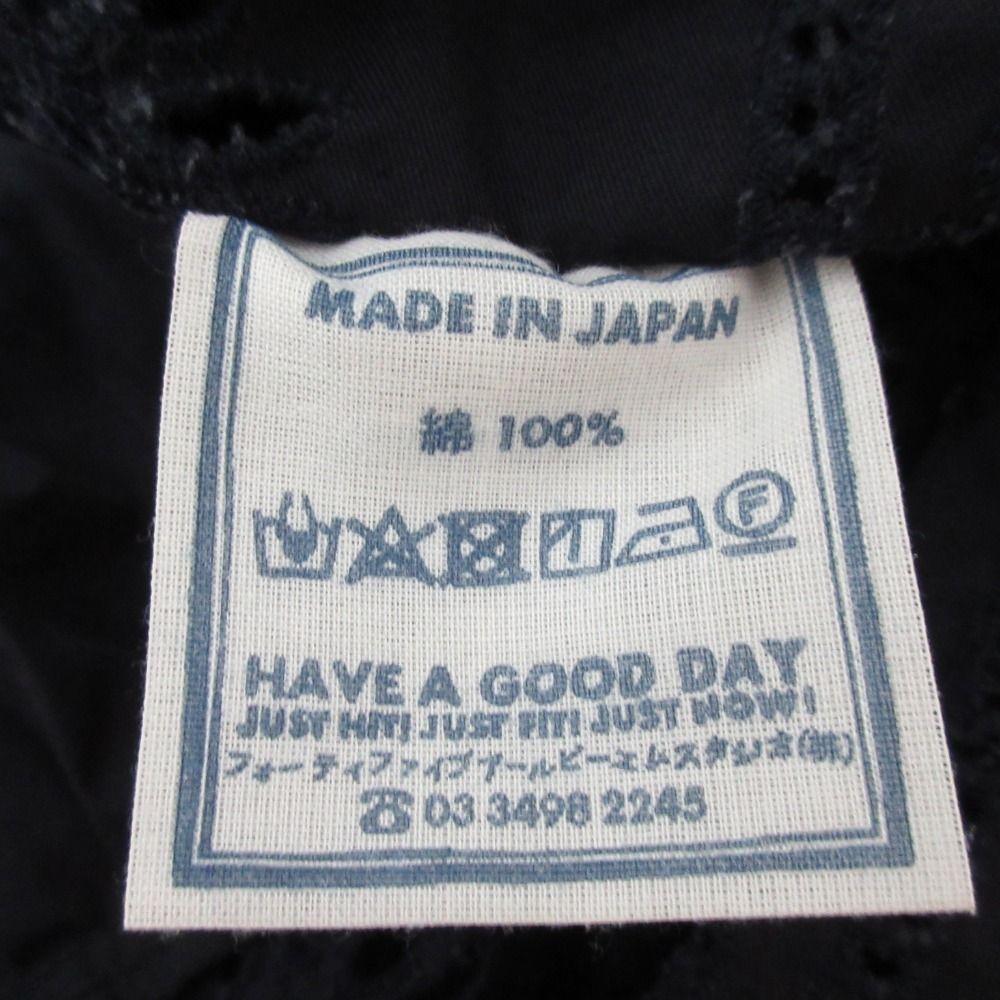 MADE IN JAPAN
綿 100%
F
HAVE A GOOD DAY
JUST HIT! JUST FIT! JUST NOW!
フォーティファイブアールピーエムスタジオ(株)
☎ 03 3498 2245